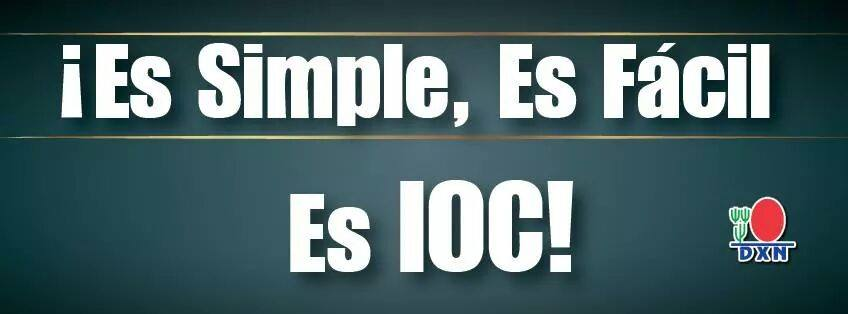 ¡Es Simple, Es Fácil
Es IOC!
DXN